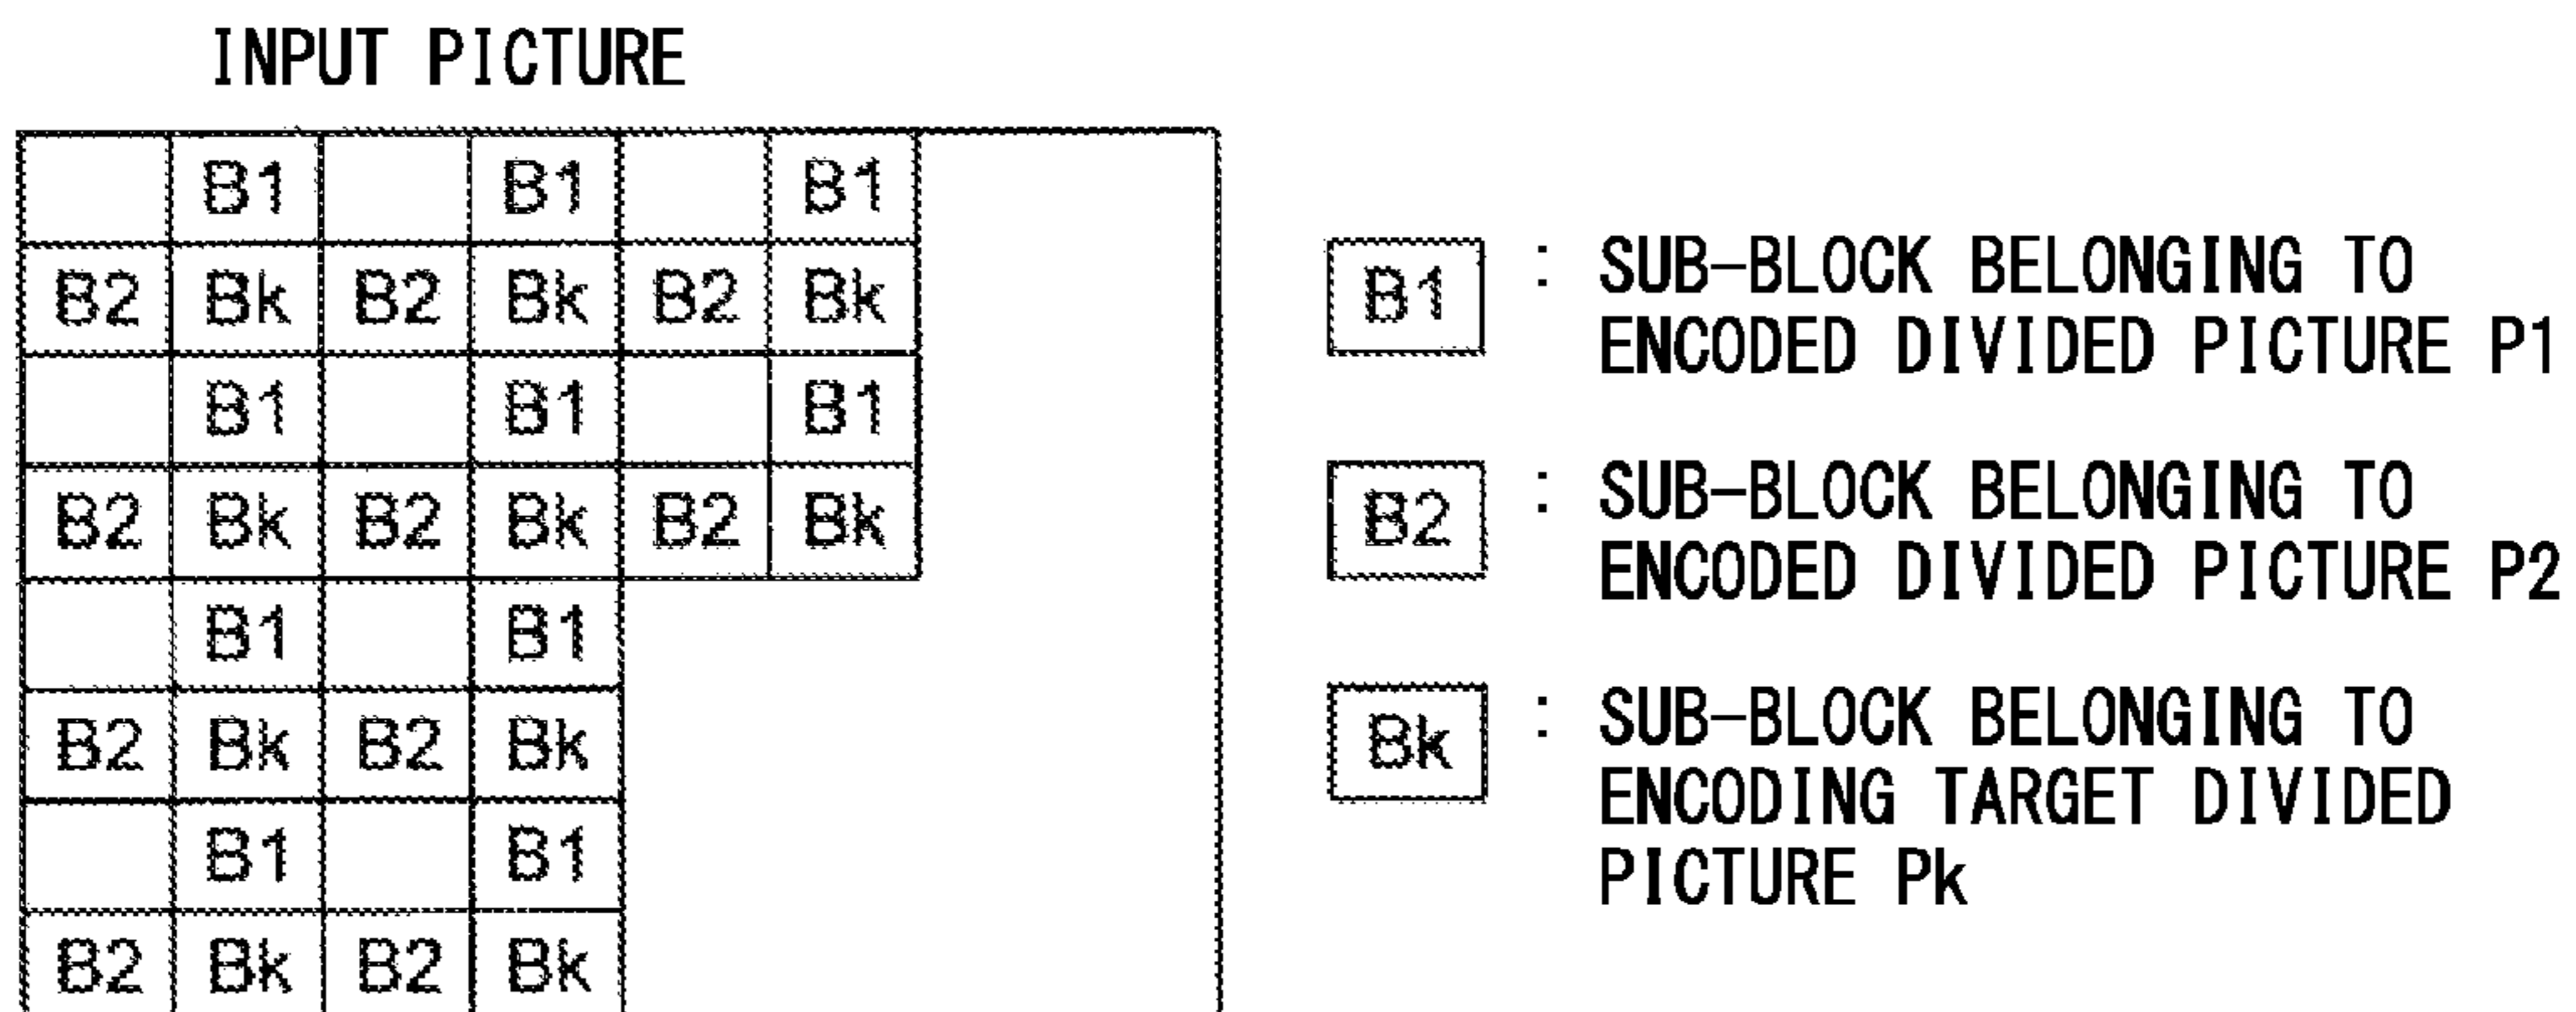 INPUT PICTURE
B1 B1 B1
B2 Bk B2 Bk B2 Bk
B1 B1 B1
B2 Bk B2 Bk B2 Bk
B1 B1
B2 Bk B2 Bk
B1 B1
B2 Bk B2 Bk
B1 : SUB-BLOCK BELONGING TO
ENCODED DIVIDED PICTURE P1
B2 : SUB-BLOCK BELONGING TO
ENCODED DIVIDED PICTURE P2
Bk : SUB-BLOCK BELONGING TO
ENCODING TARGET DIVIDED
PICTURE Pk